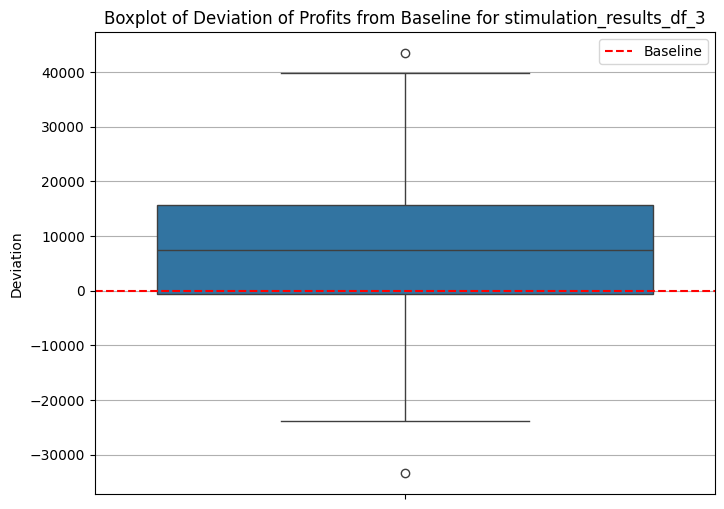 Boxplot of Deviation of Profits from Baseline for stimulation_results_df_3
Baseline
40000
30000
20000
10000
0
−10000
−20000
−30000
Deviation